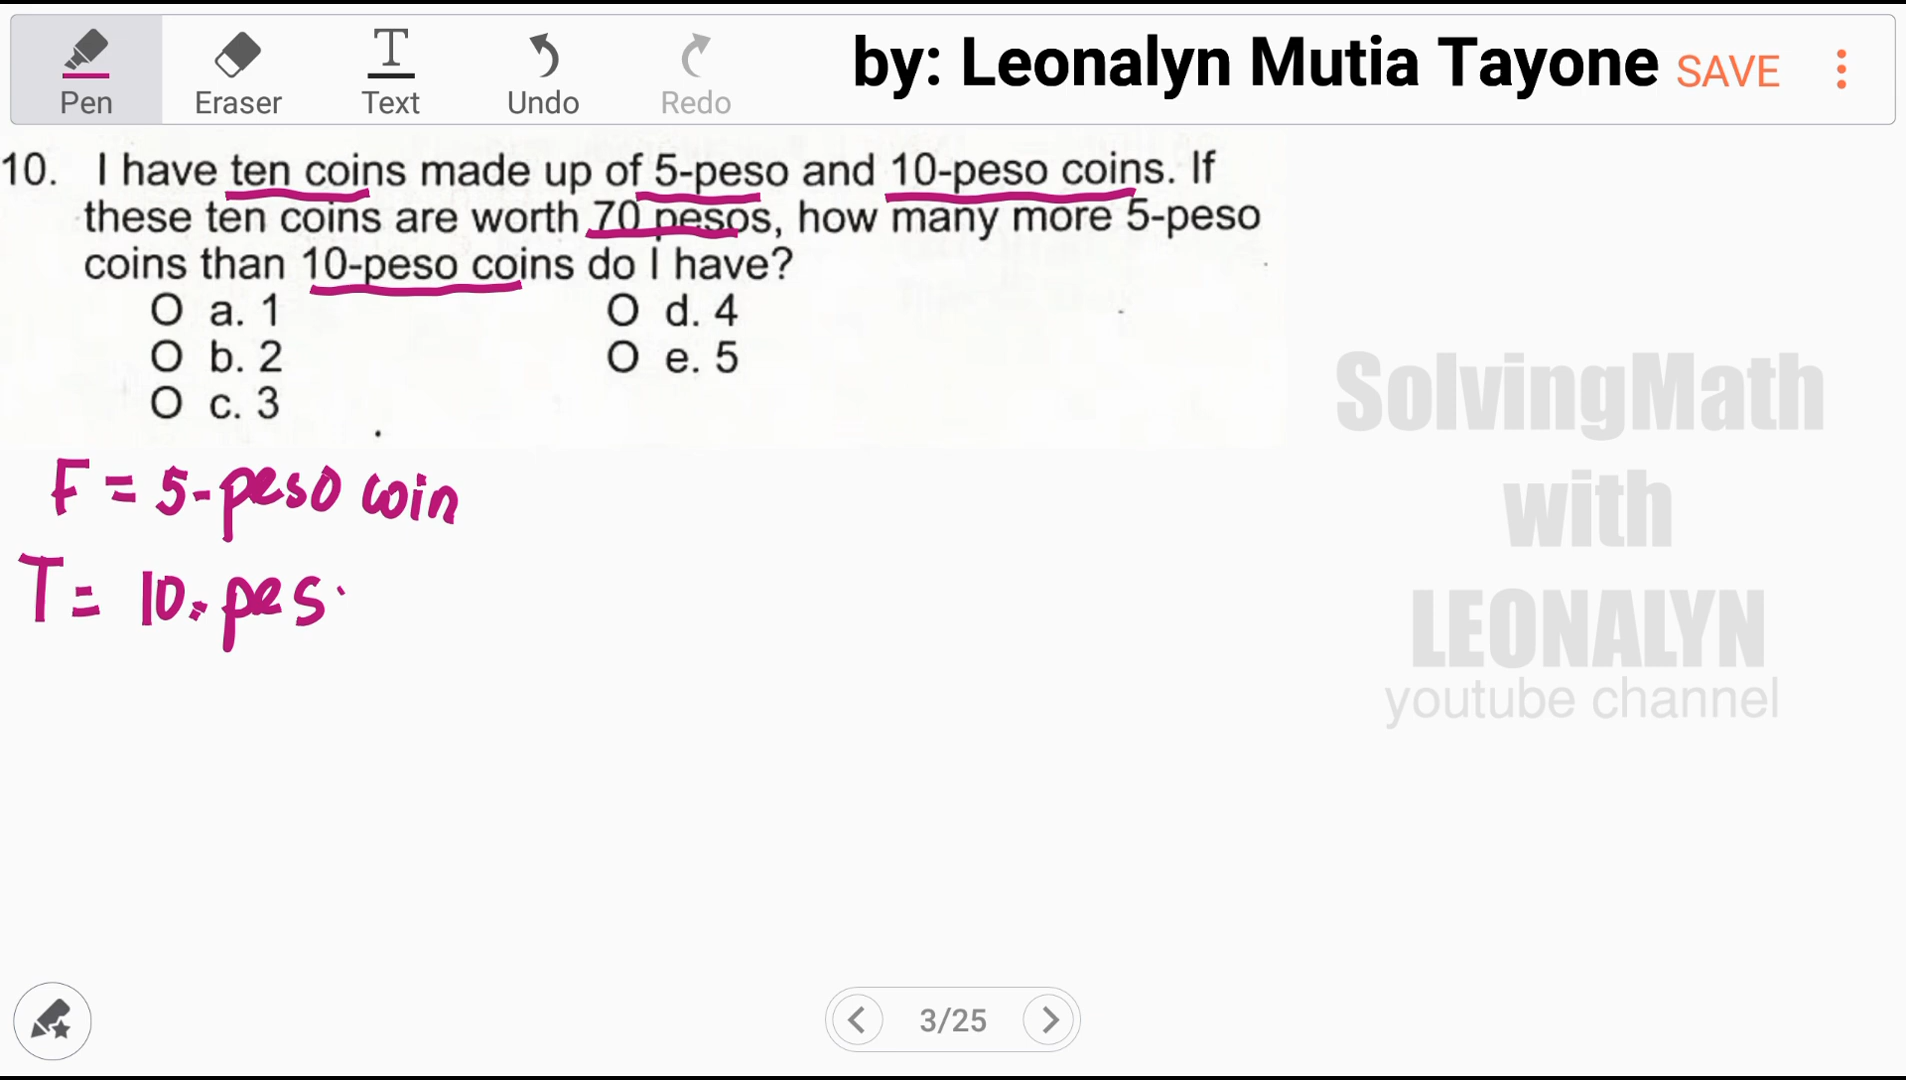 Pen Eraser Text Undo Redo by: Leonalyn Mutia Tayone SAVE
10. I have ten coins made up of 5-peso and 10-peso coins. If
these ten coins are worth 70 pesos, how many more 5-peso
coins than 10-peso coins do I have?
O a. 1 O d. 4
O b. 2 O e. 5
O c. 3
SolvingMath
with
LEONALYN
youtube channel
F = 5-peso coin
T = 10-pes
3/25